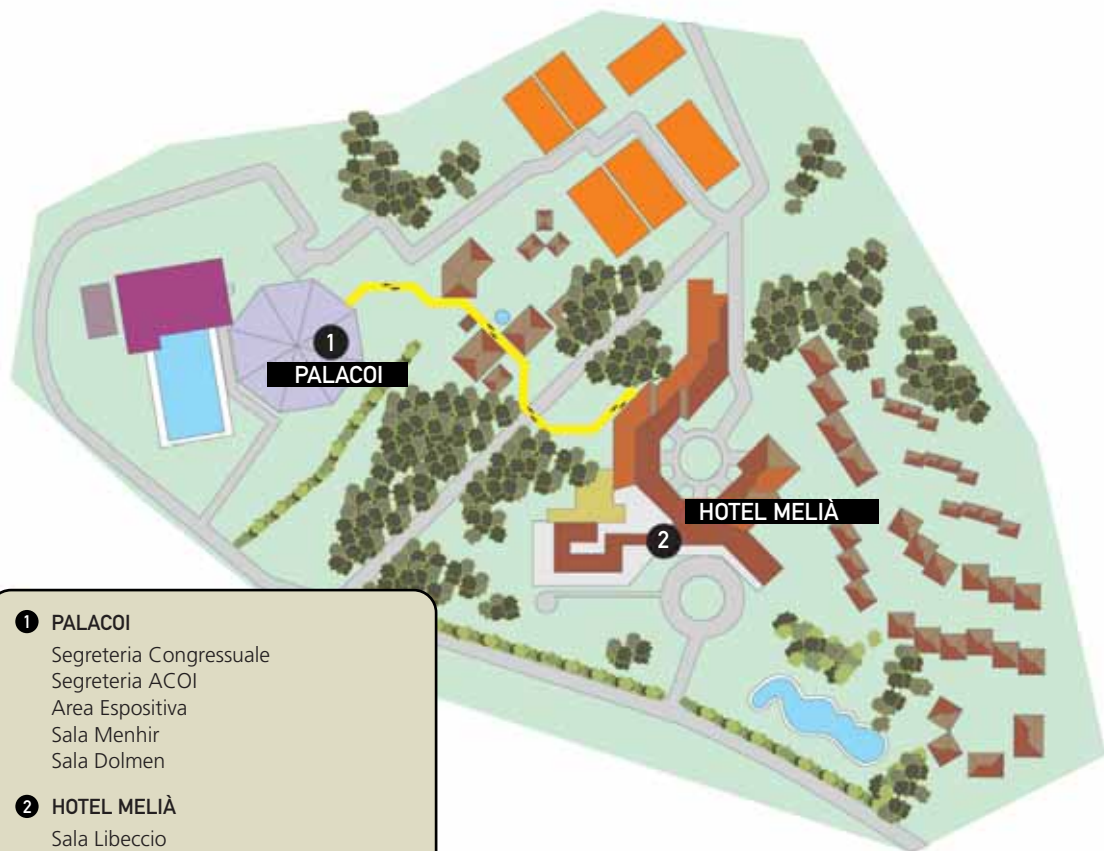 1
PALACOI
HOTEL MELIÀ
2
1 PALACOI
Segreteria Congressuale
Segreteria ACOI
Area Espositiva
Sala Menhir
Sala Dolmen
2 HOTEL MELIÀ
Sala Libeccio